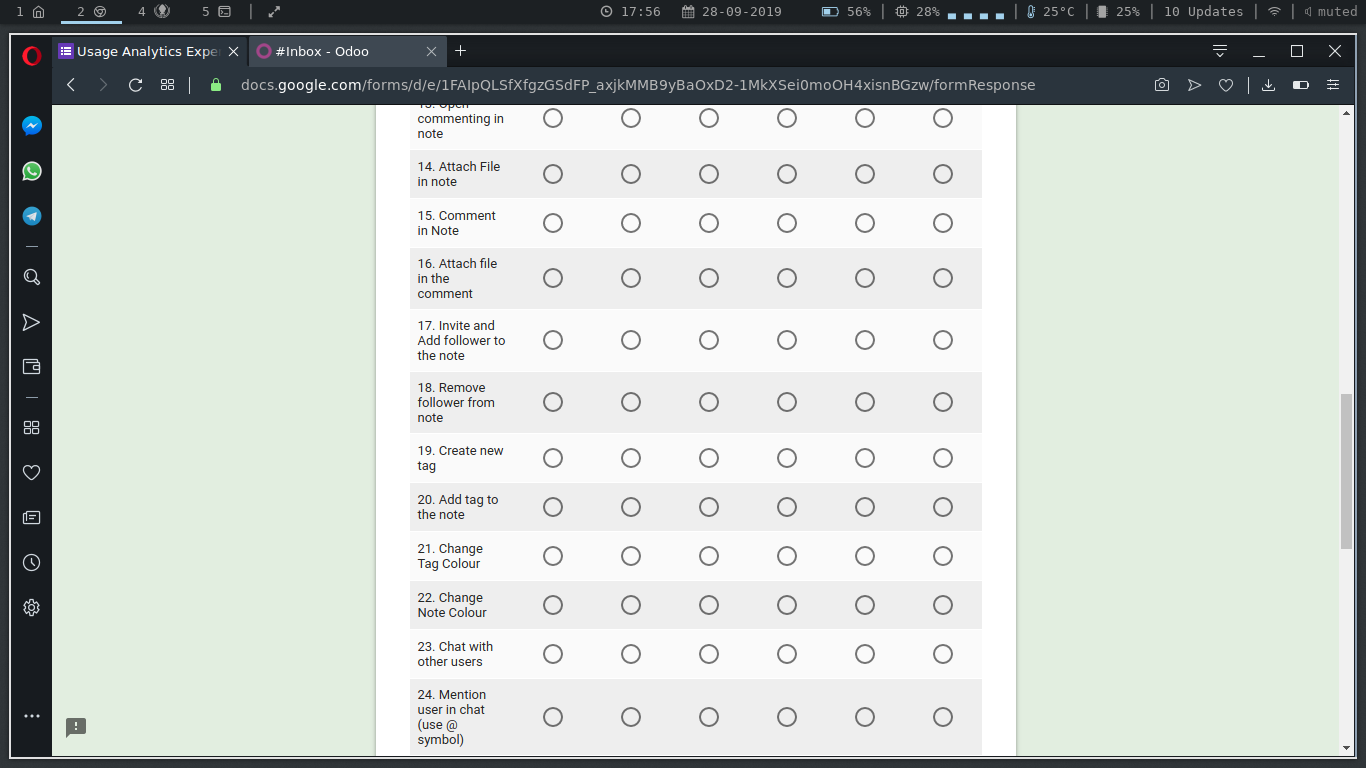 1 2 4 5 17:56 28-09-2019 56% 28% 25°C 25% 10 Updates muted
Usage Analytics Expe #Inbox - Odoo
docs.google.com/forms/d/e/1FAIpQLSfXfgzGSdFP_axjkMMB9yBaOxD2-1MkXSei0moOH4xisnBGzw/formResponse
13. Open
commenting in
note
14. Attach File
in note
15. Comment
in Note
16. Attach file
in the
comment
17. Invite and
Add follower to
the note
18. Remove
follower from
note
19. Create new
tag
20. Add tag to
the note
21. Change
Tag Colour
22. Change
Note Colour
23. Chat with
other users
24. Mention
user in chat
(use @
symbol)